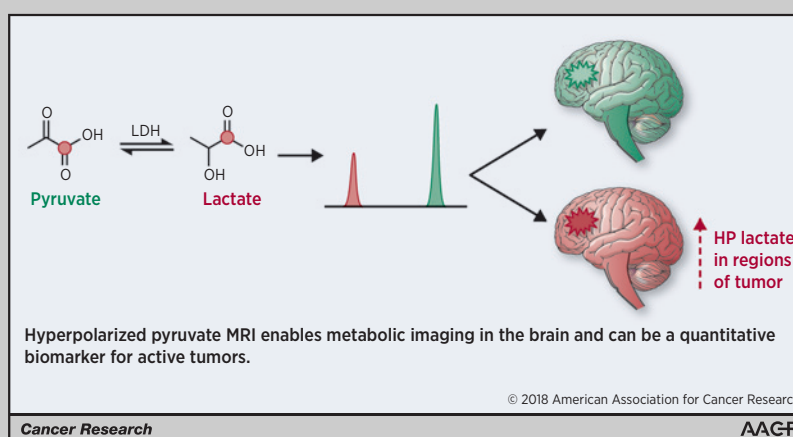 O
OH
O
Pyruvate
LDH
O
OH
OH
Lactate
HP lactate
in regions
of tumor
Hyperpolarized pyruvate MRI enables metabolic imaging in the brain and can be a quantitative
biomarker for active tumors.
© 2018 American Association for Cancer Research
Cancer Research